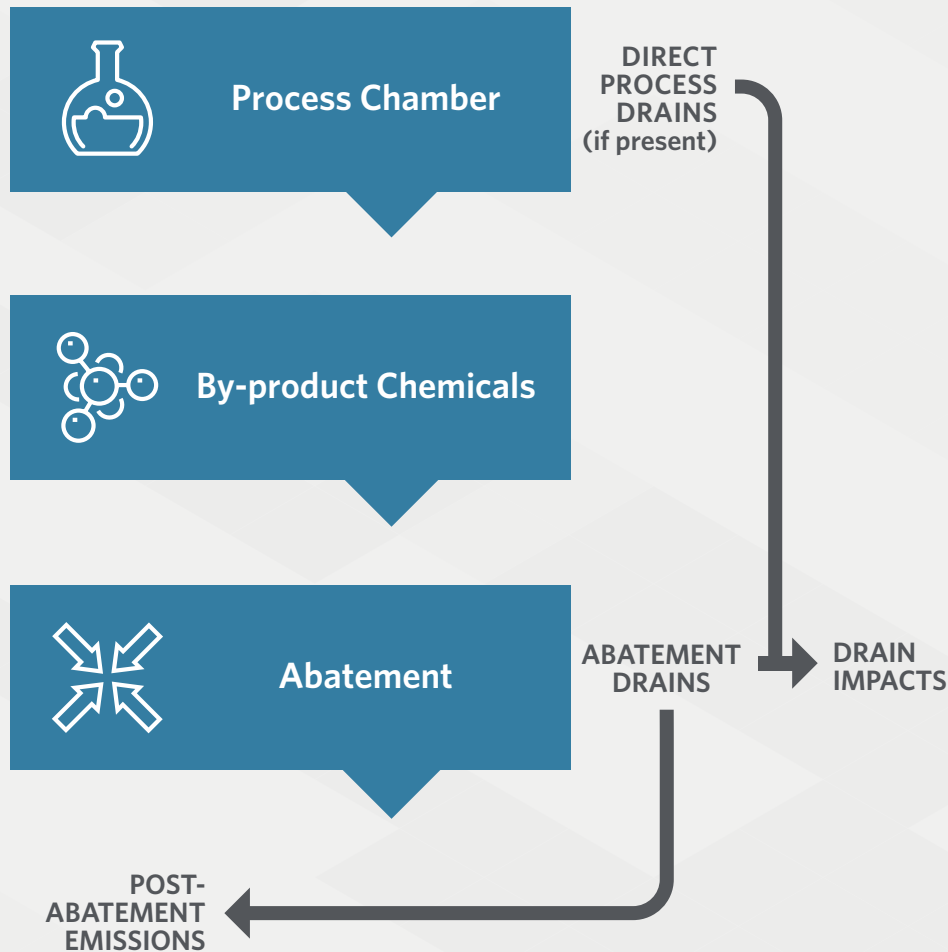 Process Chamber
DIRECT
PROCESS
DRAINS
(if present)
By-product Chemicals
Abatement
ABATEMENT
DRAINS
DRAIN
IMPACTS
POST-
ABATEMENT
EMISSIONS